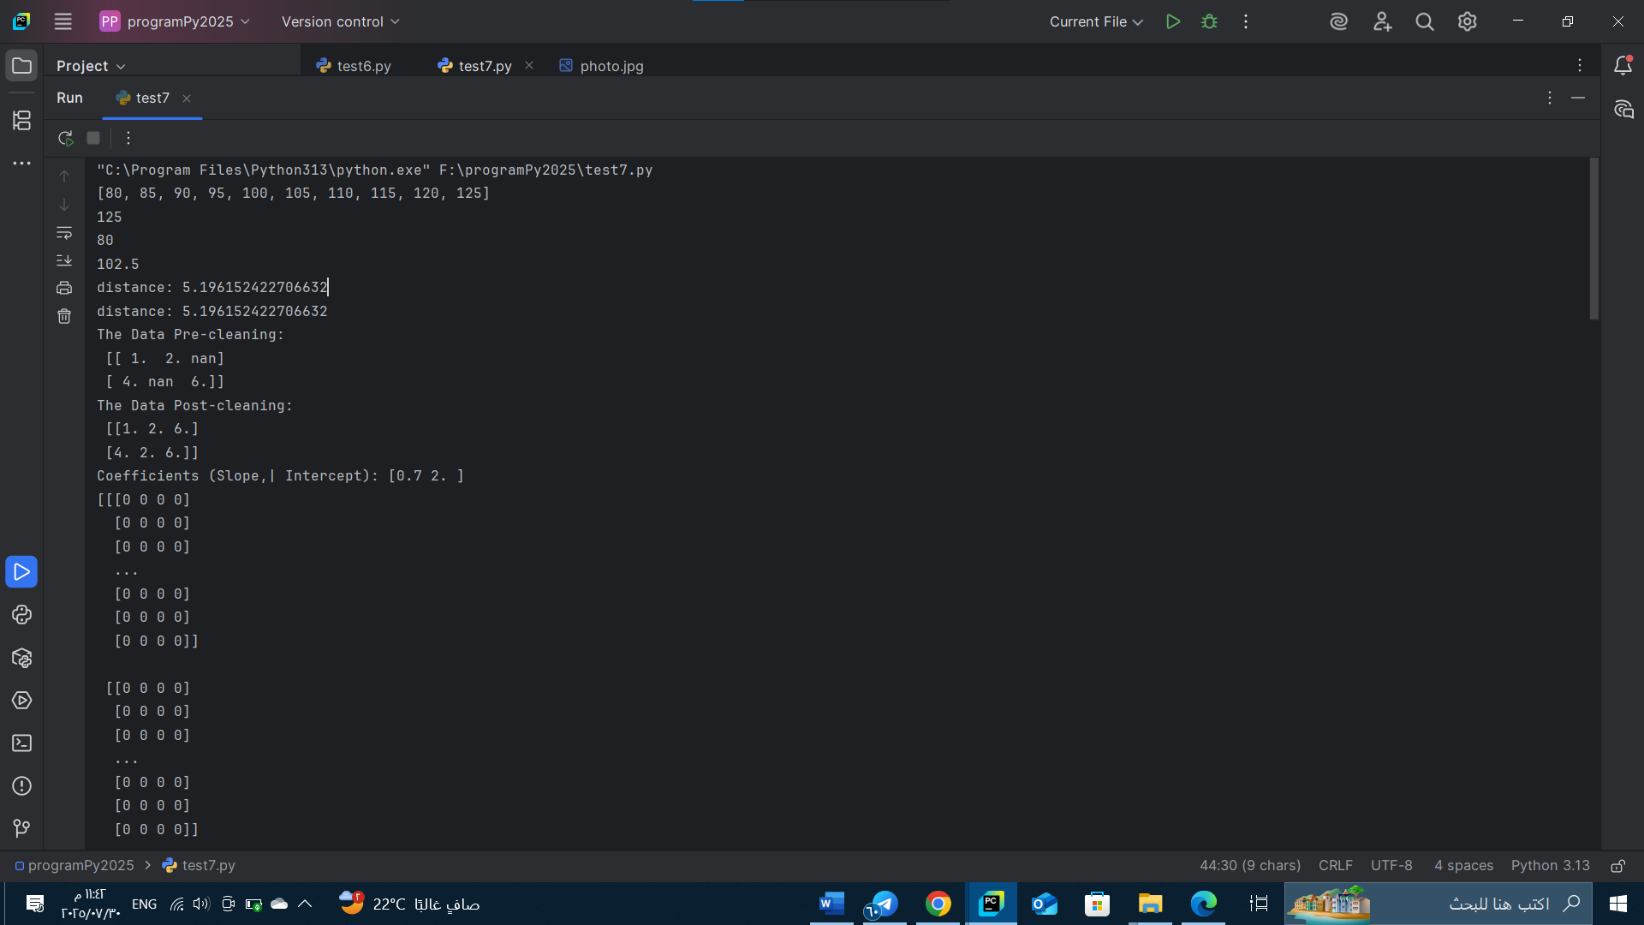 PC
PP programPy2025
Version control
Current File
Project
test6.py
test7.py
photo.jpg
Run
test7
"C:\Program Files\Python313\python.exe" F:\programPy2025\test7.py
[80, 85, 90, 95, 100, 105, 110, 115, 120, 125]
125
80
102.5
distance: 5.196152422706632
distance: 5.196152422706632
The Data Pre-cleaning:
[[ 1.  2. nan]
[ 4. nan  6.]]
The Data Post-cleaning:
[[1. 2. 6.]
[4. 2. 6.]]
Coefficients (Slope,| Intercept): [0.7 2. ]
[[[0 0 0 0]
[0 0 0 0]
[0 0 0 0]
...
[0 0 0 0]
[0 0 0 0]
[0 0 0 0]]
[[0 0 0 0]
[0 0 0 0]
[0 0 0 0]
...
[0 0 0 0]
[0 0 0 0]
[0 0 0 0]]
programPy2025 > test7.py
44:30 (9 chars) CRLF UTF-8 4 spaces Python 3.13
١١:٤٢ م
٢٠٢٥/٠٧/٣٠
ENG
22°C صافٍ غالبًا
اكتب هنا للبحث